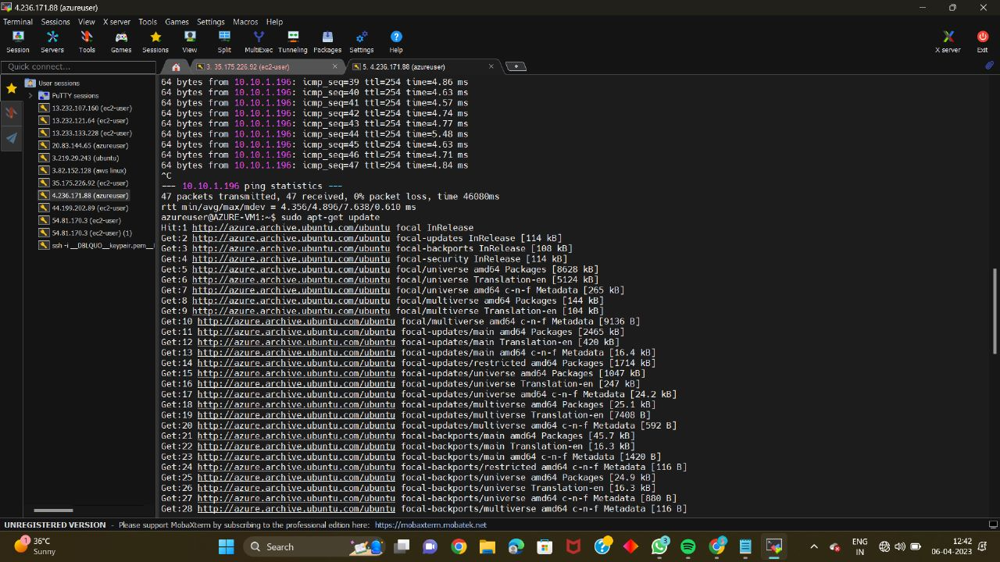 4.236.171.88 (azureuser)
Terminal Sessions View X server Tools Games Settings Macros Help
Session Servers Tools Games Sessions View Split MultiExec Tunneling Packages Settings Help X server Exit
Quick connect...
3. 35.175.226.92 (ec2-user)
5. 4.236.171.88 (azureuser)
User sessions
PuTTY sessions
13.232.107.160 (ec2-user)
13.232.121.64 (ec2-user)
13.233.133.228 (ec2-user)
20.83.144.65 (azureuser)
3.219.29.243 (ubuntu)
3.82.152.128 (aws linux)
35.175.226.92 (ec2-user)
4.236.171.88 (azureuser)
44.199.202.89 (ec2-user)
54.81.170.3 (ec2-user)
54.81.170.3 (ec2-user) (1)
ssh -i __DBLQUO__keypair.pem__
64 bytes from 10.10.1.196: icmp_seq=39 ttl=254 time=4.86 ms
64 bytes from 10.10.1.196: icmp_seq=40 ttl=254 time=4.63 ms
64 bytes from 10.10.1.196: icmp_seq=41 ttl=254 time=4.57 ms
64 bytes from 10.10.1.196: icmp_seq=42 ttl=254 time=4.74 ms
64 bytes from 10.10.1.196: icmp_seq=43 ttl=254 time=4.77 ms
64 bytes from 10.10.1.196: icmp_seq=44 ttl=254 time=5.48 ms
64 bytes from 10.10.1.196: icmp_seq=45 ttl=254 time=4.63 ms
64 bytes from 10.10.1.196: icmp_seq=46 ttl=254 time=4.71 ms
64 bytes from 10.10.1.196: icmp_seq=47 ttl=254 time=4.84 ms
^C
--- 10.10.1.196 ping statistics ---
47 packets transmitted, 47 received, 0% packet loss, time 46080ms
rtt min/avg/max/mdev = 4.356/4.896/7.638/0.610 ms
azureuser@AZURE-VM1:~$ sudo apt-get update
Hit:1 http://azure.archive.ubuntu.com/ubuntu focal InRelease
Get:2 http://azure.archive.ubuntu.com/ubuntu focal-updates InRelease [114 kB]
Get:3 http://azure.archive.ubuntu.com/ubuntu focal-backports InRelease [108 kB]
Get:4 http://azure.archive.ubuntu.com/ubuntu focal-security InRelease [114 kB]
Get:5 http://azure.archive.ubuntu.com/ubuntu focal/universe amd64 Packages [8628 kB]
Get:6 http://azure.archive.ubuntu.com/ubuntu focal/universe Translation-en [5124 kB]
Get:7 http://azure.archive.ubuntu.com/ubuntu focal/universe amd64 c-n-f Metadata [265 kB]
Get:8 http://azure.archive.ubuntu.com/ubuntu focal/multiverse amd64 Packages [144 kB]
Get:9 http://azure.archive.ubuntu.com/ubuntu focal/multiverse Translation-en [104 kB]
Get:10 http://azure.archive.ubuntu.com/ubuntu focal/multiverse amd64 c-n-f Metadata [9136 B]
Get:11 http://azure.archive.ubuntu.com/ubuntu focal-updates/main amd64 Packages [2465 kB]
Get:12 http://azure.archive.ubuntu.com/ubuntu focal-updates/main Translation-en [420 kB]
Get:13 http://azure.archive.ubuntu.com/ubuntu focal-updates/main amd64 c-n-f Metadata [16.4 kB]
Get:14 http://azure.archive.ubuntu.com/ubuntu focal-updates/restricted amd64 Packages [1714 kB]
Get:15 http://azure.archive.ubuntu.com/ubuntu focal-updates/universe amd64 Packages [1047 kB]
Get:16 http://azure.archive.ubuntu.com/ubuntu focal-updates/universe Translation-en [247 kB]
Get:17 http://azure.archive.ubuntu.com/ubuntu focal-updates/universe amd64 c-n-f Metadata [24.2 kB]
Get:18 http://azure.archive.ubuntu.com/ubuntu focal-updates/multiverse amd64 Packages [25.1 kB]
Get:19 http://azure.archive.ubuntu.com/ubuntu focal-updates/multiverse Translation-en [7408 B]
Get:20 http://azure.archive.ubuntu.com/ubuntu focal-updates/multiverse amd64 c-n-f Metadata [592 B]
Get:21 http://azure.archive.ubuntu.com/ubuntu focal-backports/main amd64 Packages [45.7 kB]
Get:22 http://azure.archive.ubuntu.com/ubuntu focal-backports/main Translation-en [16.3 kB]
Get:23 http://azure.archive.ubuntu.com/ubuntu focal-backports/main amd64 c-n-f Metadata [1420 B]
Get:24 http://azure.archive.ubuntu.com/ubuntu focal-backports/restricted amd64 c-n-f Metadata [116 B]
Get:25 http://azure.archive.ubuntu.com/ubuntu focal-backports/universe amd64 Packages [24.9 kB]
Get:26 http://azure.archive.ubuntu.com/ubuntu focal-backports/universe Translation-en [16.3 kB]
Get:27 http://azure.archive.ubuntu.com/ubuntu focal-backports/universe amd64 c-n-f Metadata [880 B]
Get:28 http://azure.archive.ubuntu.com/ubuntu focal-backports/multiverse amd64 c-n-f Metadata [116 B]
UNREGISTERED VERSION - Please support MobaXterm by subscribing to the professional edition here: https://mobaxterm.mobatek.net
1
36°C
Sunny
Search
3
ENG
IN
12:42
06-04-2023